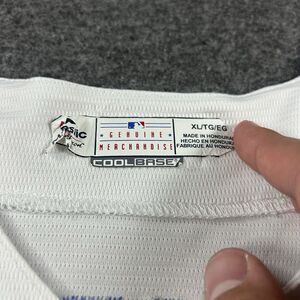 GENUINE
MERCHANDISE
COOLBASE
XL/TG/EG
MADE IN HONDURAS
HECHO EN HONDURAS
FABRIQUE AU HONDURAS